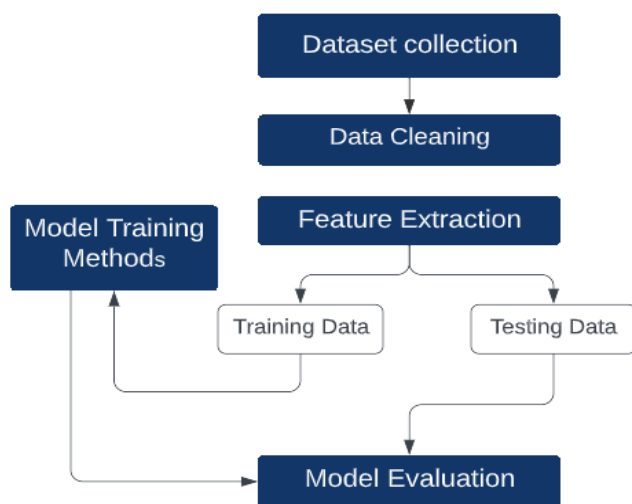 Dataset collection
Data Cleaning
Feature Extraction
Model Training
Methods
Training Data
Testing Data
Model Evaluation